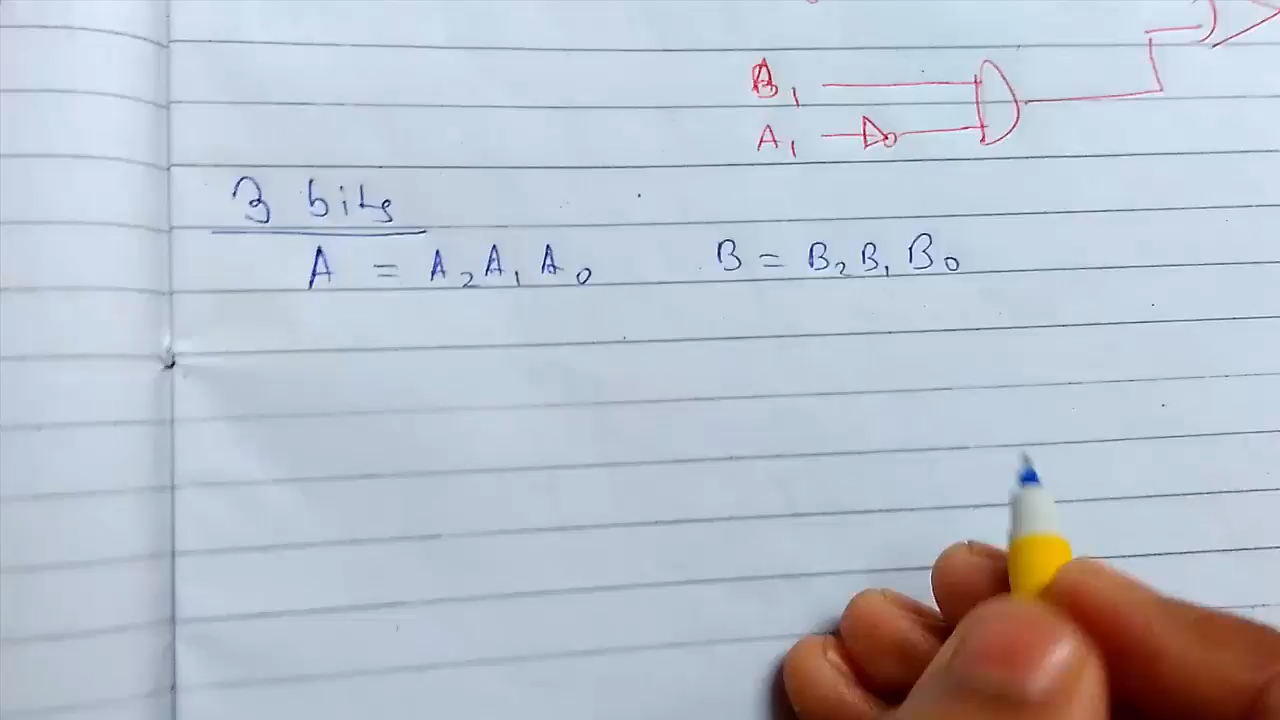 B₁
A₁
3 bits
A = A₂A₁A₀ B = B₂B₁B₀